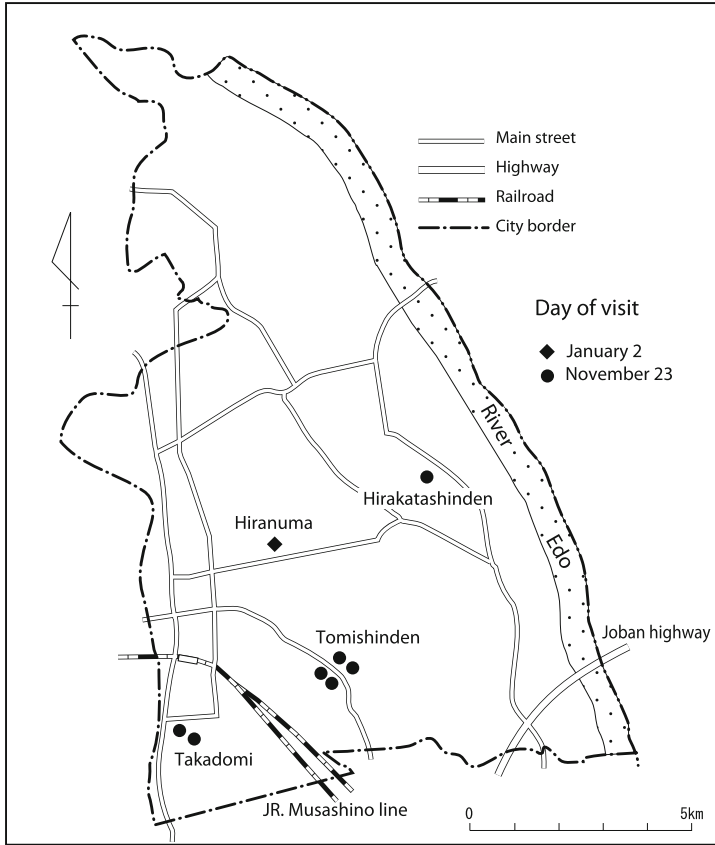 Main street
Highway
Railroad
City border
Day of visit
January 2
November 23
River
Edo
Hirakatashinden
Hiranuma
Tomishinden
Joban highway
Takadomi
JR. Musashino line
0 5km